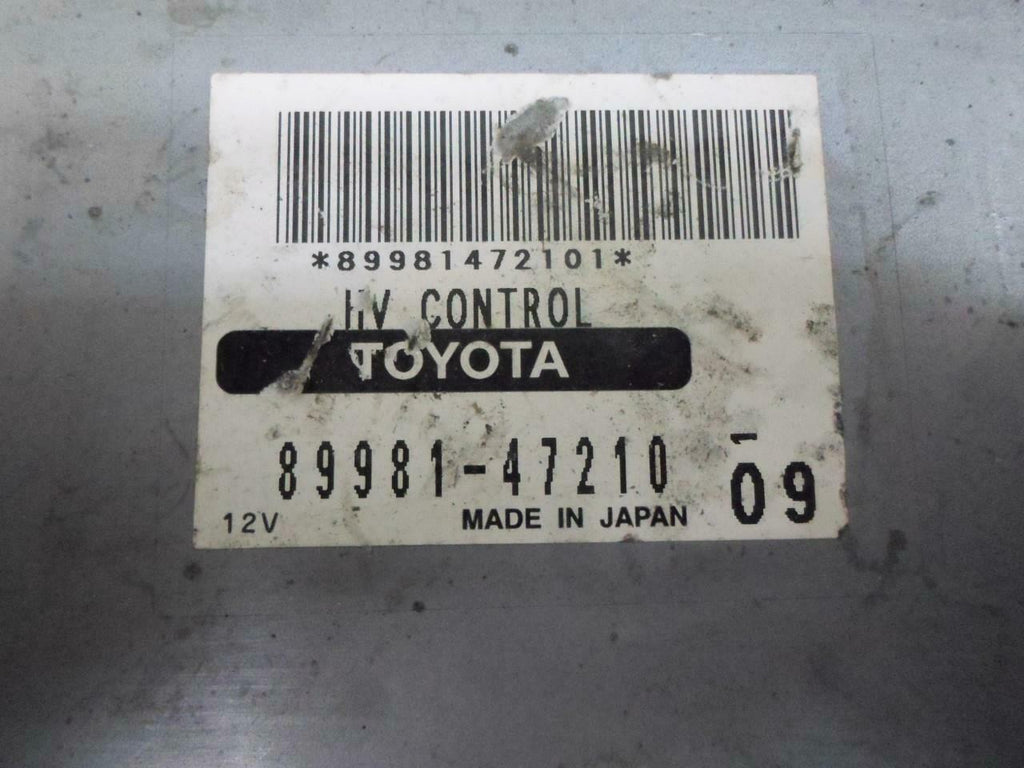 *89981472101*
HV CONTROL
TOYOTA
89981-47210
09
12V
MADE IN JAPAN